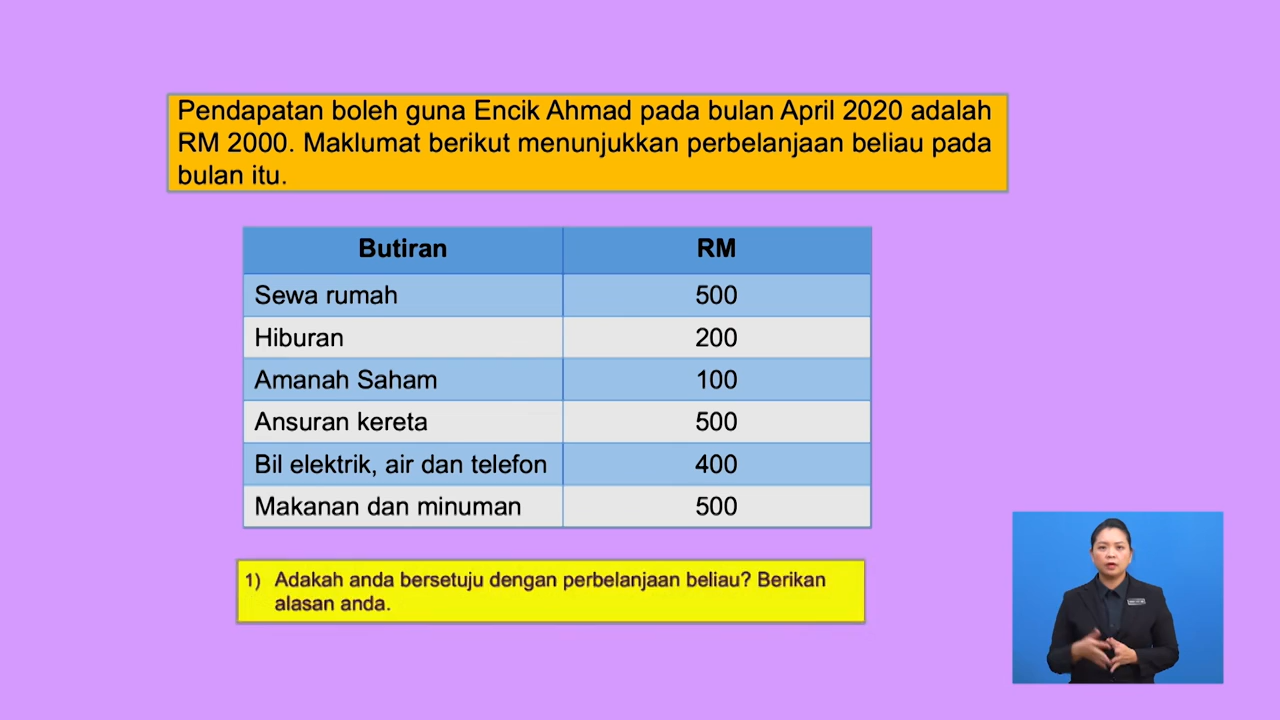 Pendapatan boleh guna Encik Ahmad pada bulan April 2020 adalah
RM 2000. Maklumat berikut menunjukkan perbelanjaan beliau pada
bulan itu.
Butiran RM
Sewa rumah 500
Hiburan 200
Amanah Saham 100
Ansuran kereta 500
Bil elektrik, air dan telefon 400
Makanan dan minuman 500
1) Adakah anda bersetuju dengan perbelanjaan beliau? Berikan
alasan anda.